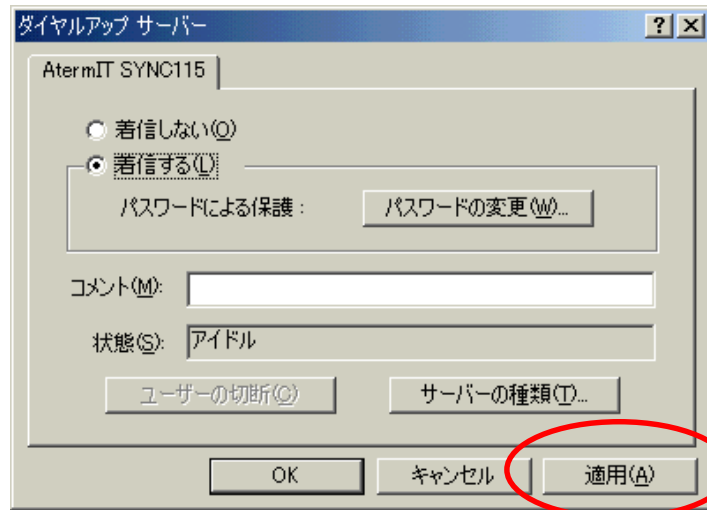 ダイヤルアップ サーバー
AtermIT SYNC115
着信しない(O)
着信する(L)
パスワードによる保護 : パスワードの変更(W)...
コメント(M):
状態(S): アイドル
ユーザーの切断(C) サーバーの種類(T)...
OK キャンセル 適用(A)